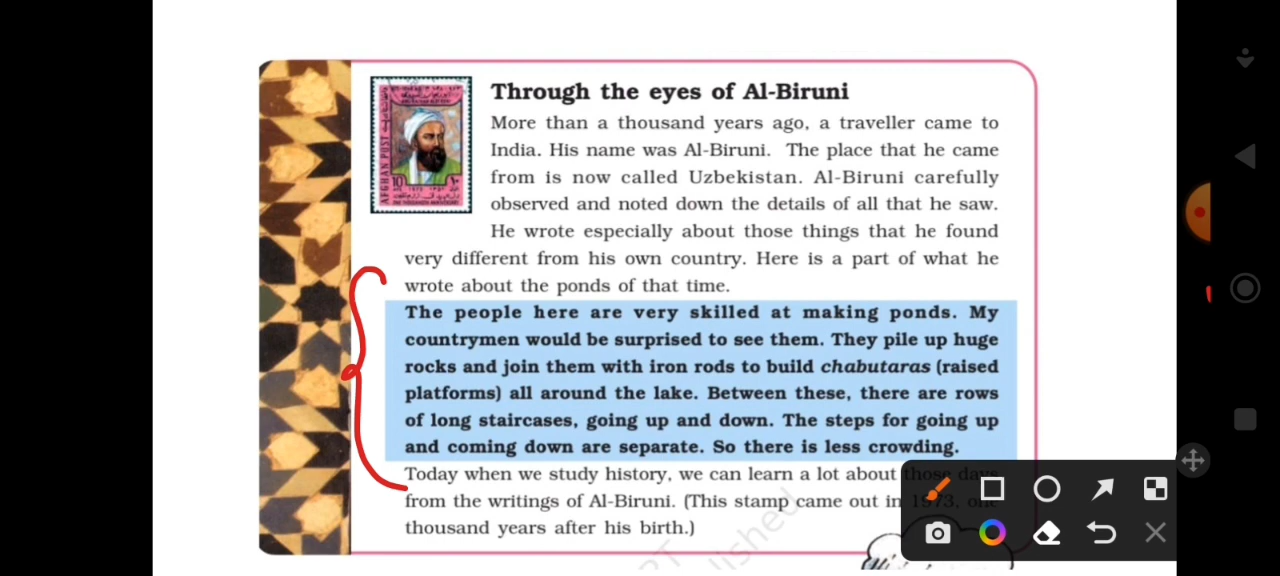 Through the eyes of Al-Biruni
More than a thousand years ago, a traveller came to
India. His name was Al-Biruni. The place that he came
from is now called Uzbekistan. Al-Biruni carefully
observed and noted down the details of all that he saw.
He wrote especially about those things that he found
very different from his own country. Here is a part of what he
wrote about the ponds of that time.
The people here are very skilled at making ponds. My
countrymen would be surprised to see them. They pile up huge
rocks and join them with iron rods to build chabutaras (raised
platforms) all around the lake. Between these, there are rows
of long staircases, going up and down. The steps for going up
and coming down are separate. So there is less crowding.
Today when we study history, we can learn a lot about those days
from the writings of Al-Biruni. (This stamp came out in 1973, one
thousand years after his birth.)
AFGHAN POST
10